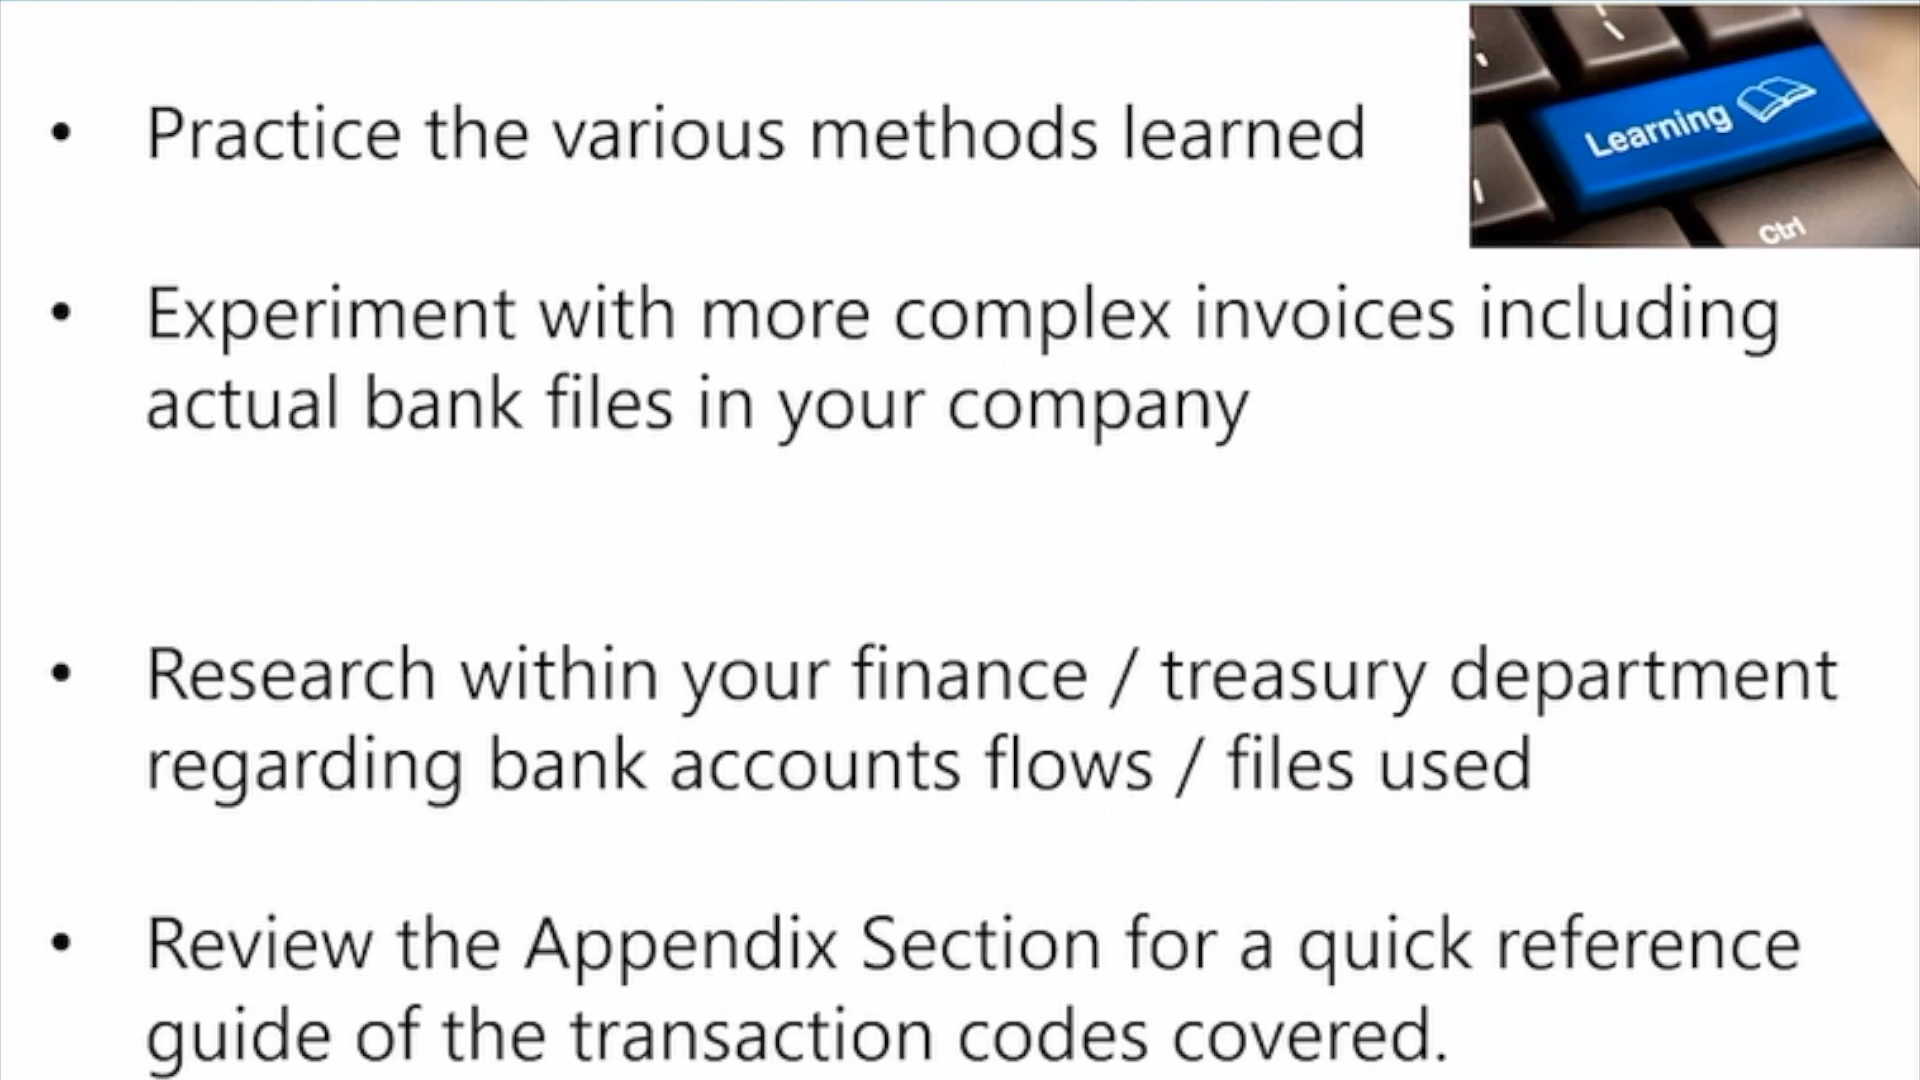 • Practice the various methods learned
Learning
Ctrl
• Experiment with more complex invoices including
actual bank files in your company
• Research within your finance / treasury department
regarding bank accounts flows / files used
• Review the Appendix Section for a quick reference
guide of the transaction codes covered.